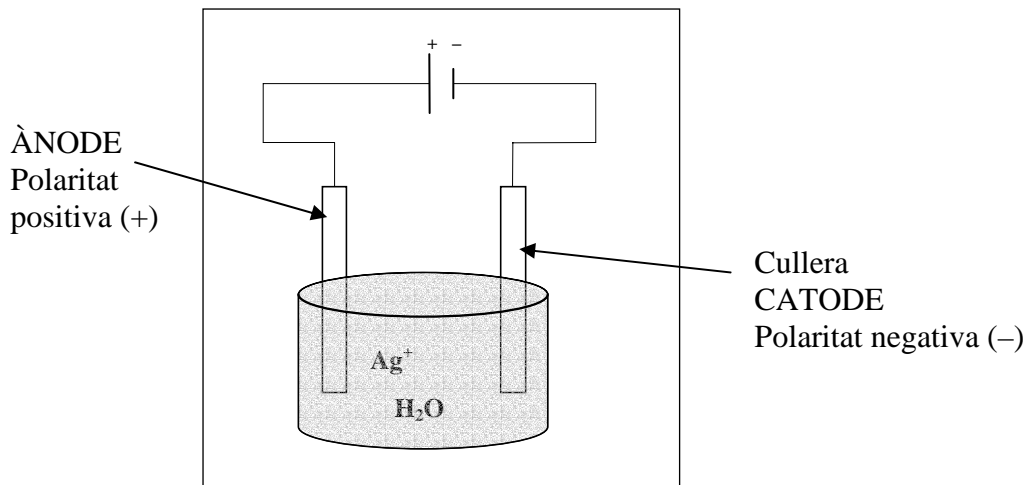 + –
ÀNODE
Polaritat
positiva (+)
Cullera
CATODE
Polaritat negativa (–)
Ag⁺
H₂O